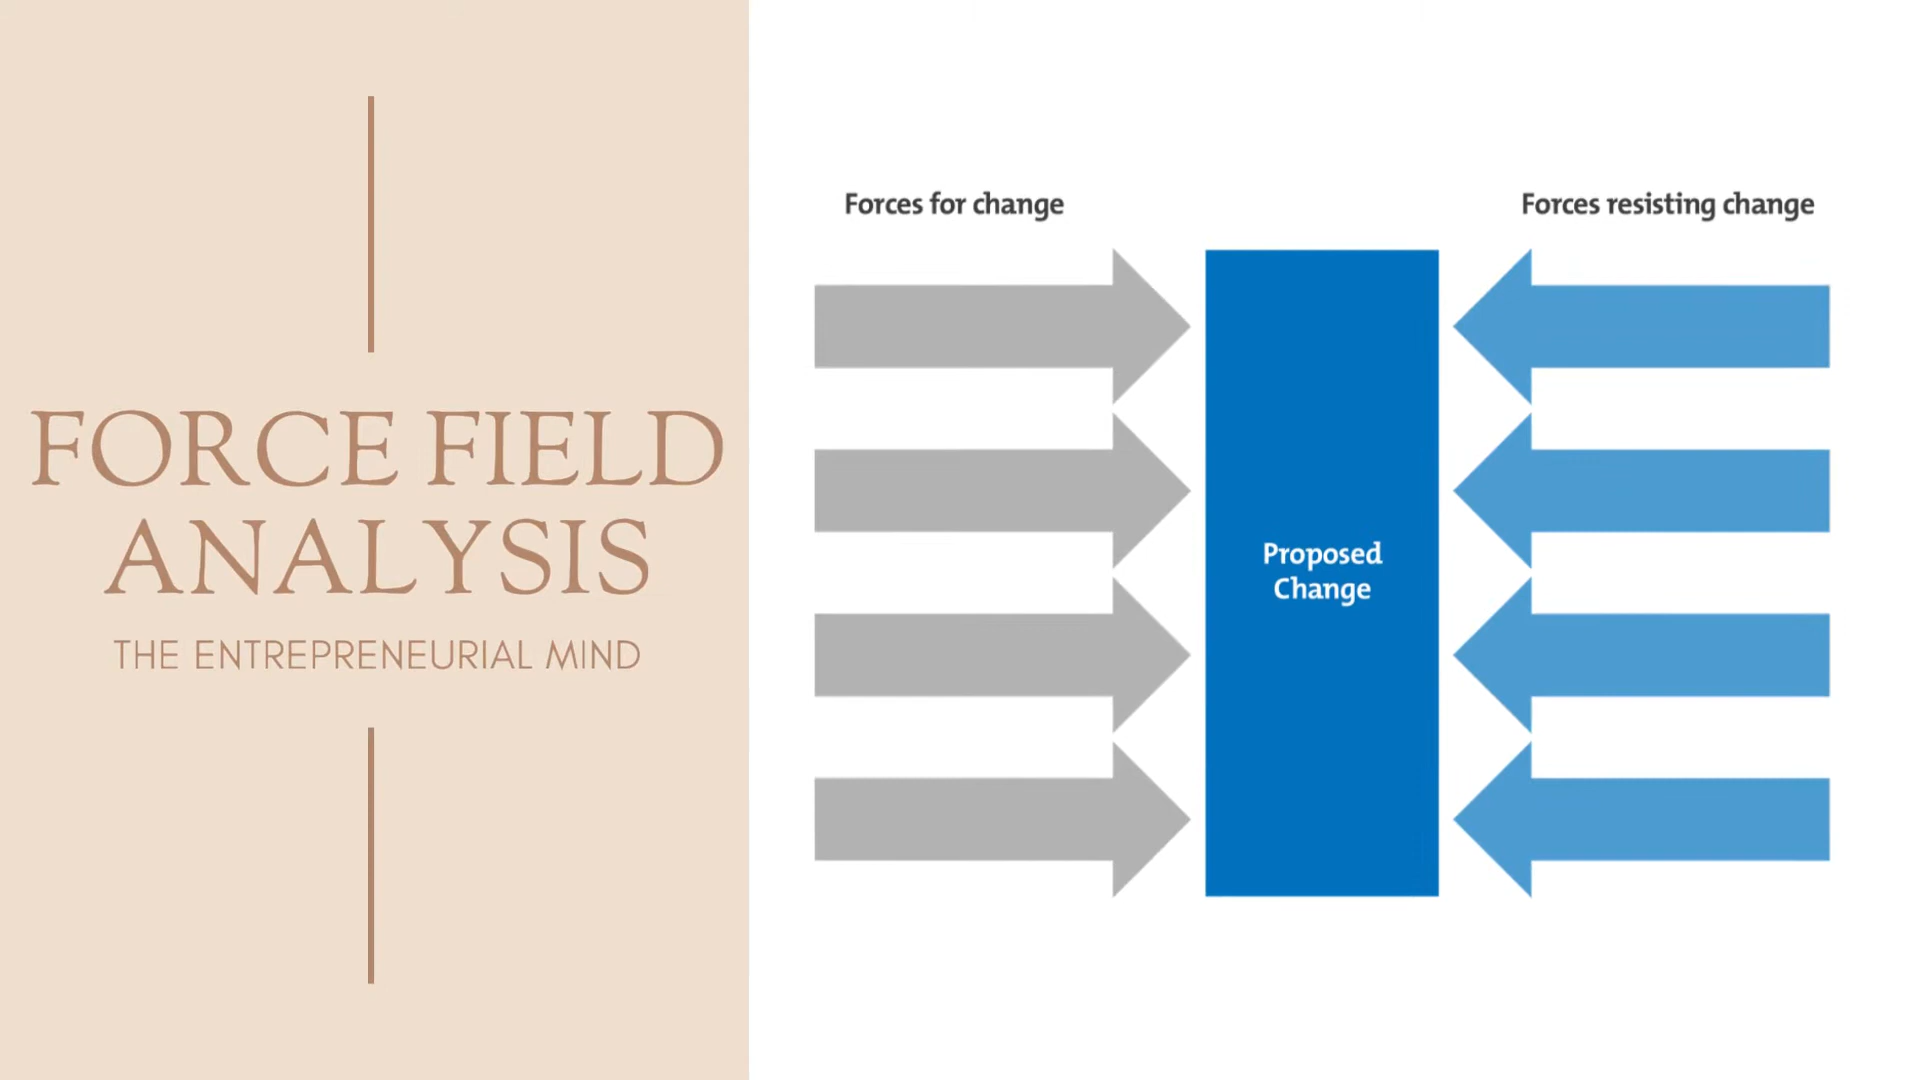 FORCE FIELD
ANALYSIS
THE ENTREPRENEURIAL MIND
Forces for change
Forces resisting change
Proposed
Change